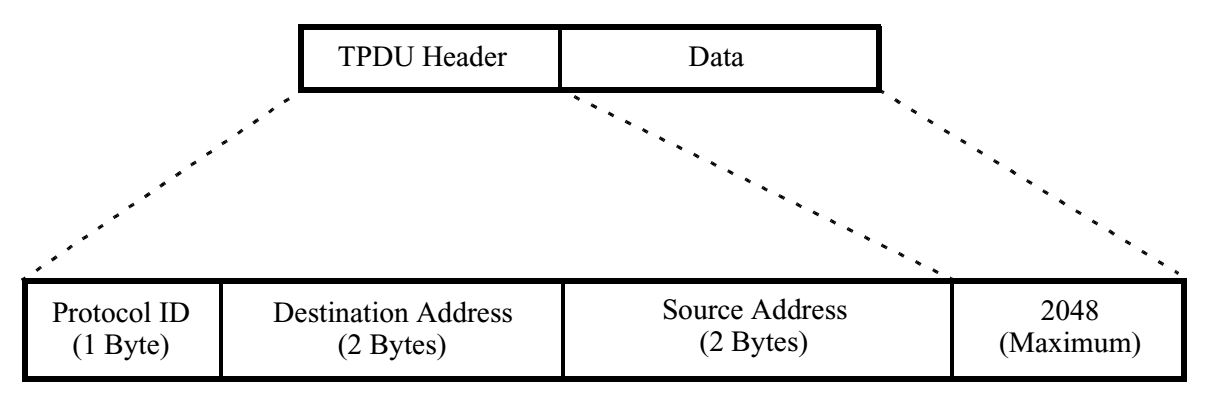 TPDU Header
Data
Protocol ID
(1 Byte)
Destination Address
(2 Bytes)
Source Address
(2 Bytes)
2048
(Maximum)